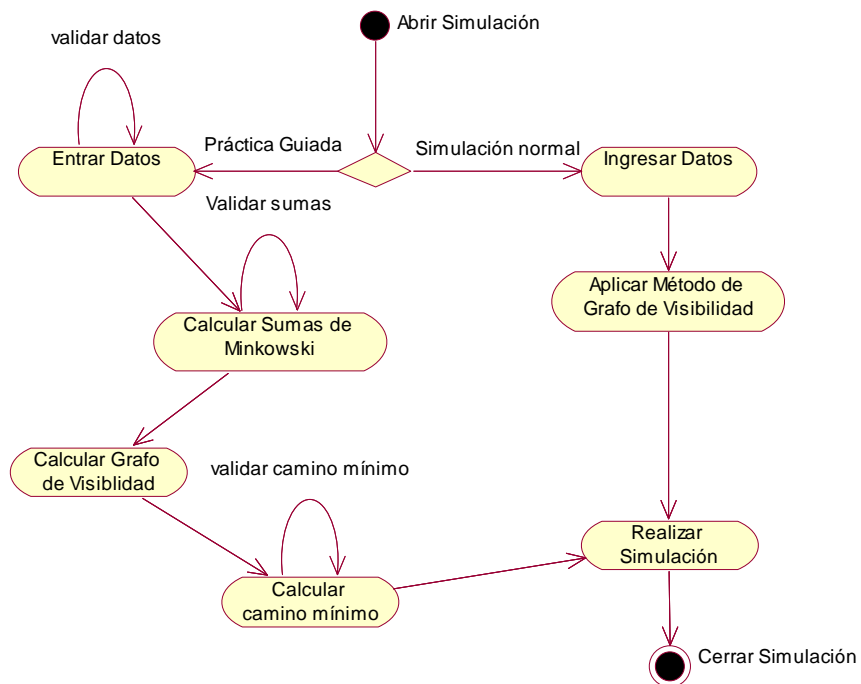 Abrir Simulación
validar datos
Práctica Guiada
Simulación normal
Entrar Datos
Ingresar Datos
Validar sumas
Aplicar Método de
Grafo de Visibilidad
Calcular Sumas de
Minkowski
Calcular Grafo
de Visiblidad
validar camino mínimo
Realizar
Simulación
Calcular
camino mínimo
Cerrar Simulación